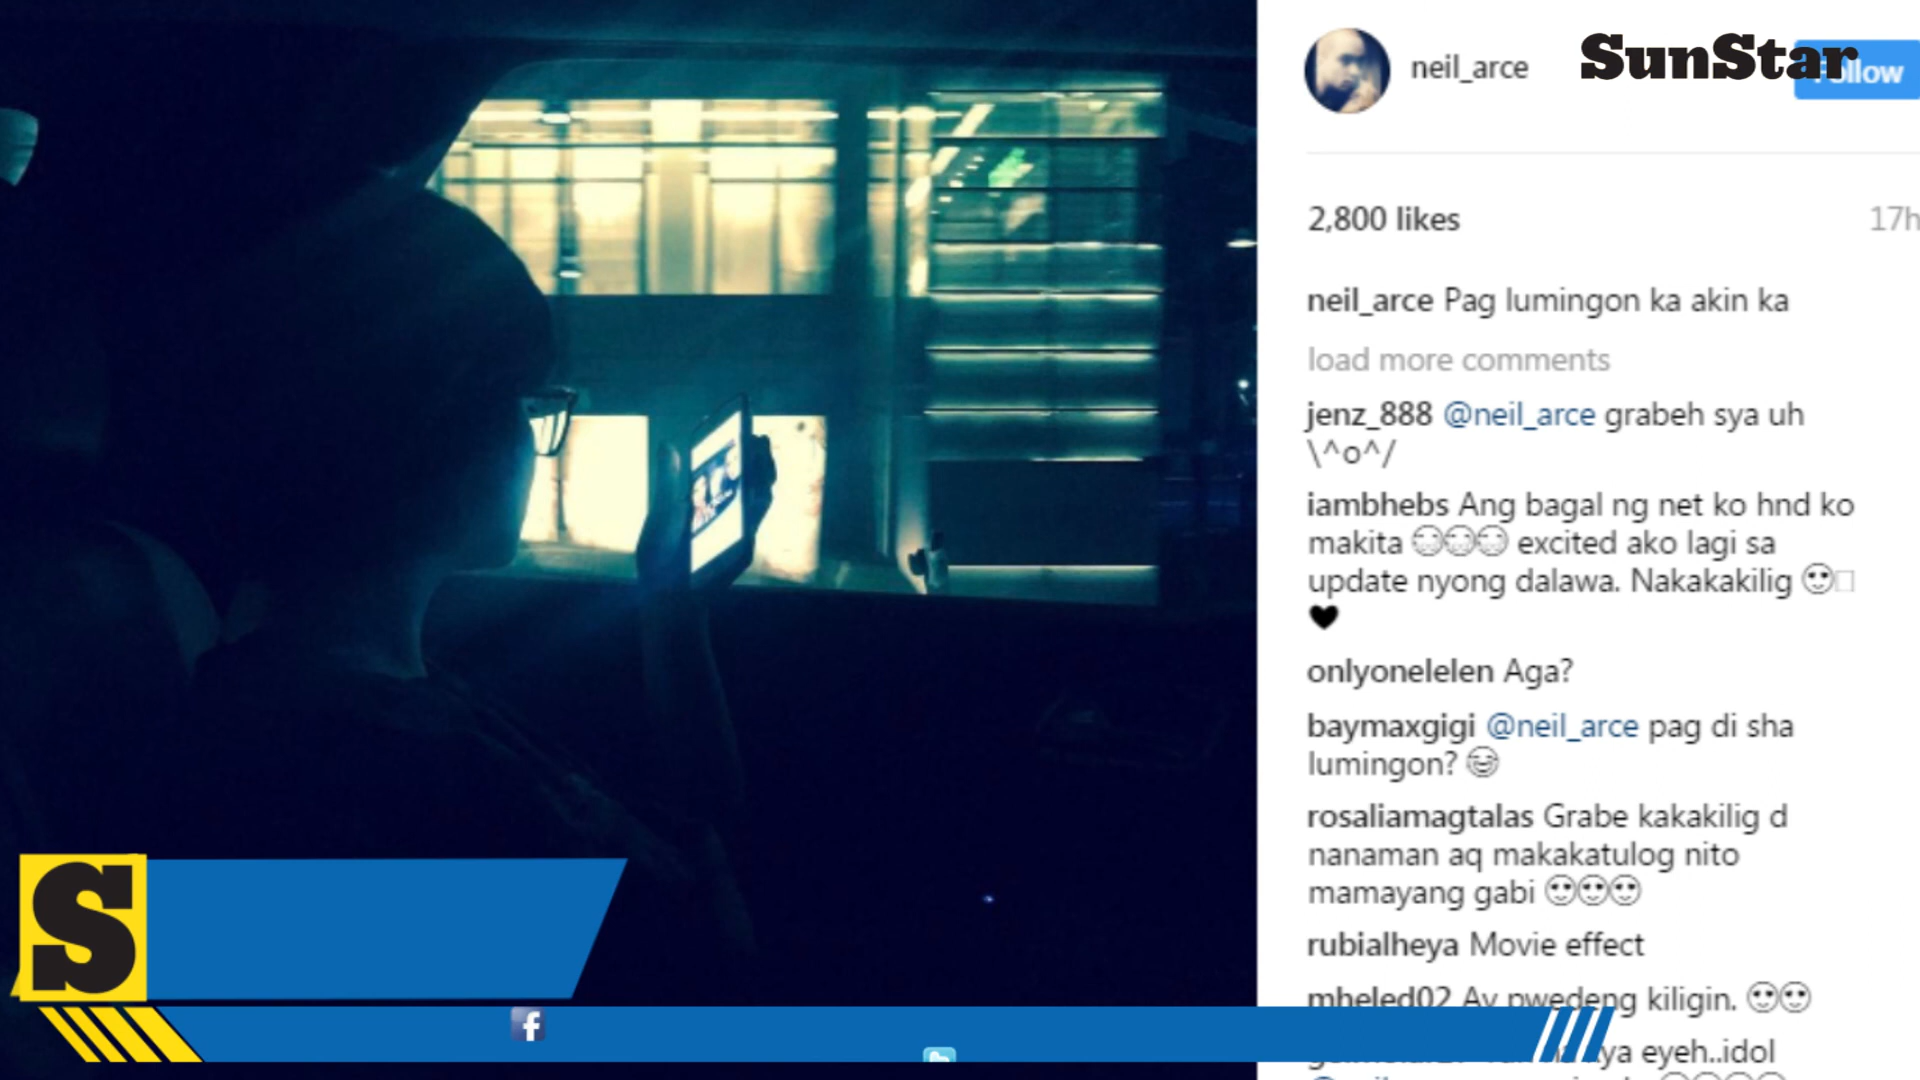 neil_arce
SunStar
Follow
2,800 likes
17h
neil_arce Pag lumingon ka akin ka
load more comments
jenz_888 @neil_arce grabeh sya uh
\^o^/
iambhebs Ang bagal ng net ko hnd ko
makita excited ako lagi sa
update nyong dalawa. Nakakakilig
onlyonelelen Aga?
baymaxgigi @neil_arce pag di sha
lumingon?
rosaliamagtalas Grabe kakakilig d
nanaman aq makakatulog nito
mamayang gabi
rubialheya Movie effect
mheled02 Ay pwedeng kiligin.
eyeh..idol
S
f